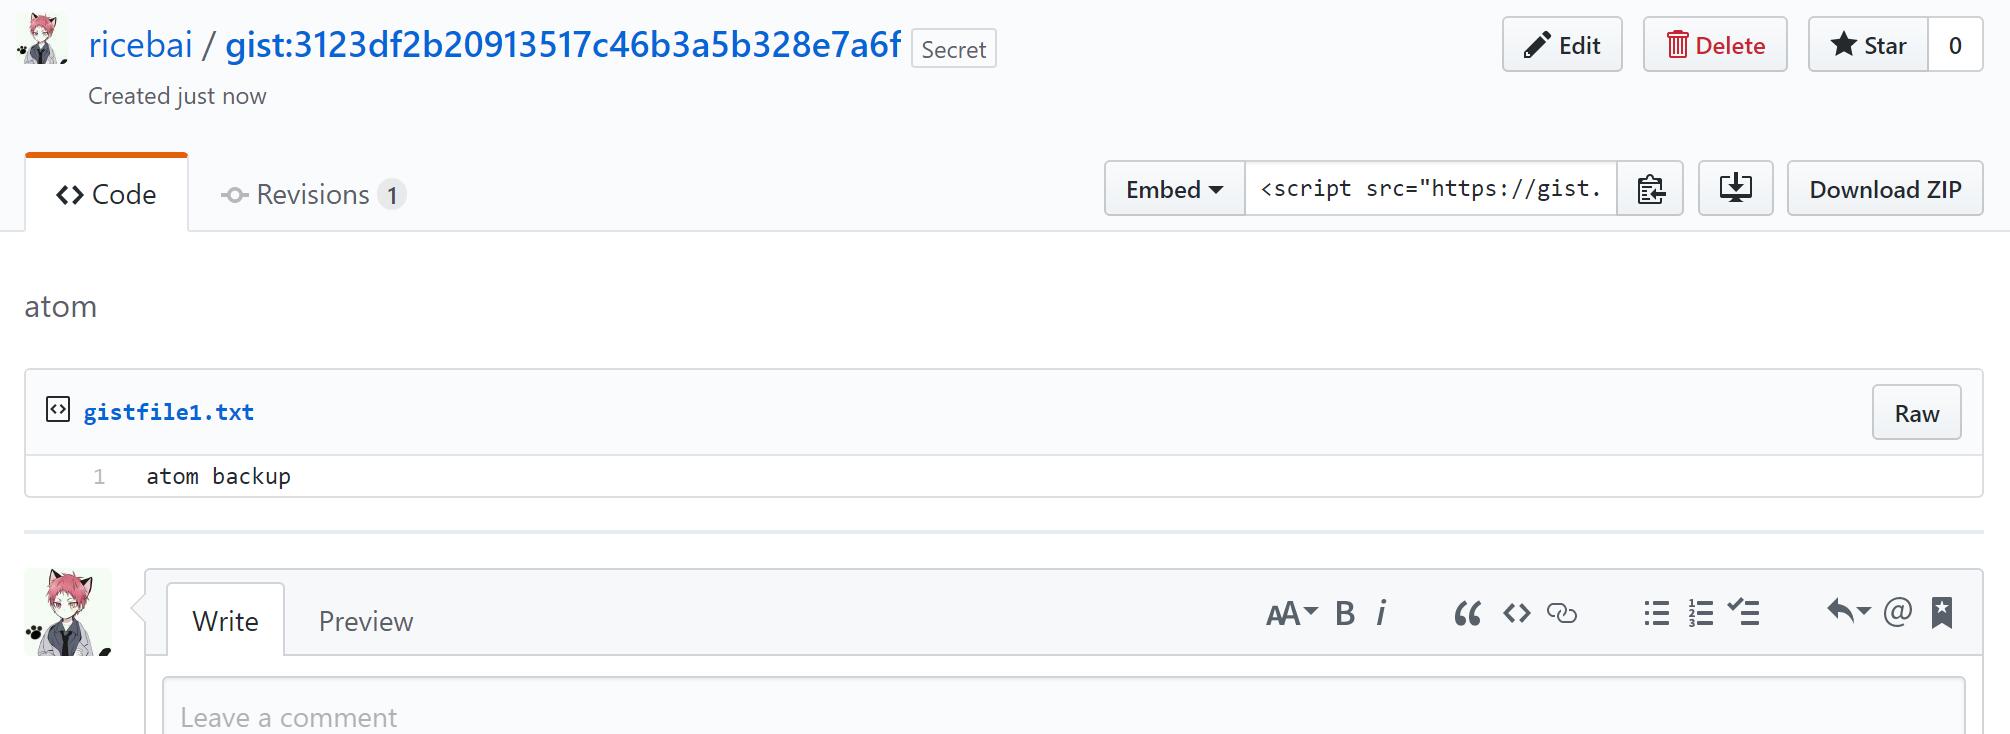 ricebai / gist:3123df2b20913517c46b3a5b328e7a6f Secret Edit Delete Star 0
Created just now
Code Revisions 1 Embed <script src="https://gist. Download ZIP
atom
gistfile1.txt Raw
1 atom backup
Write Preview AA B i
Leave a comment